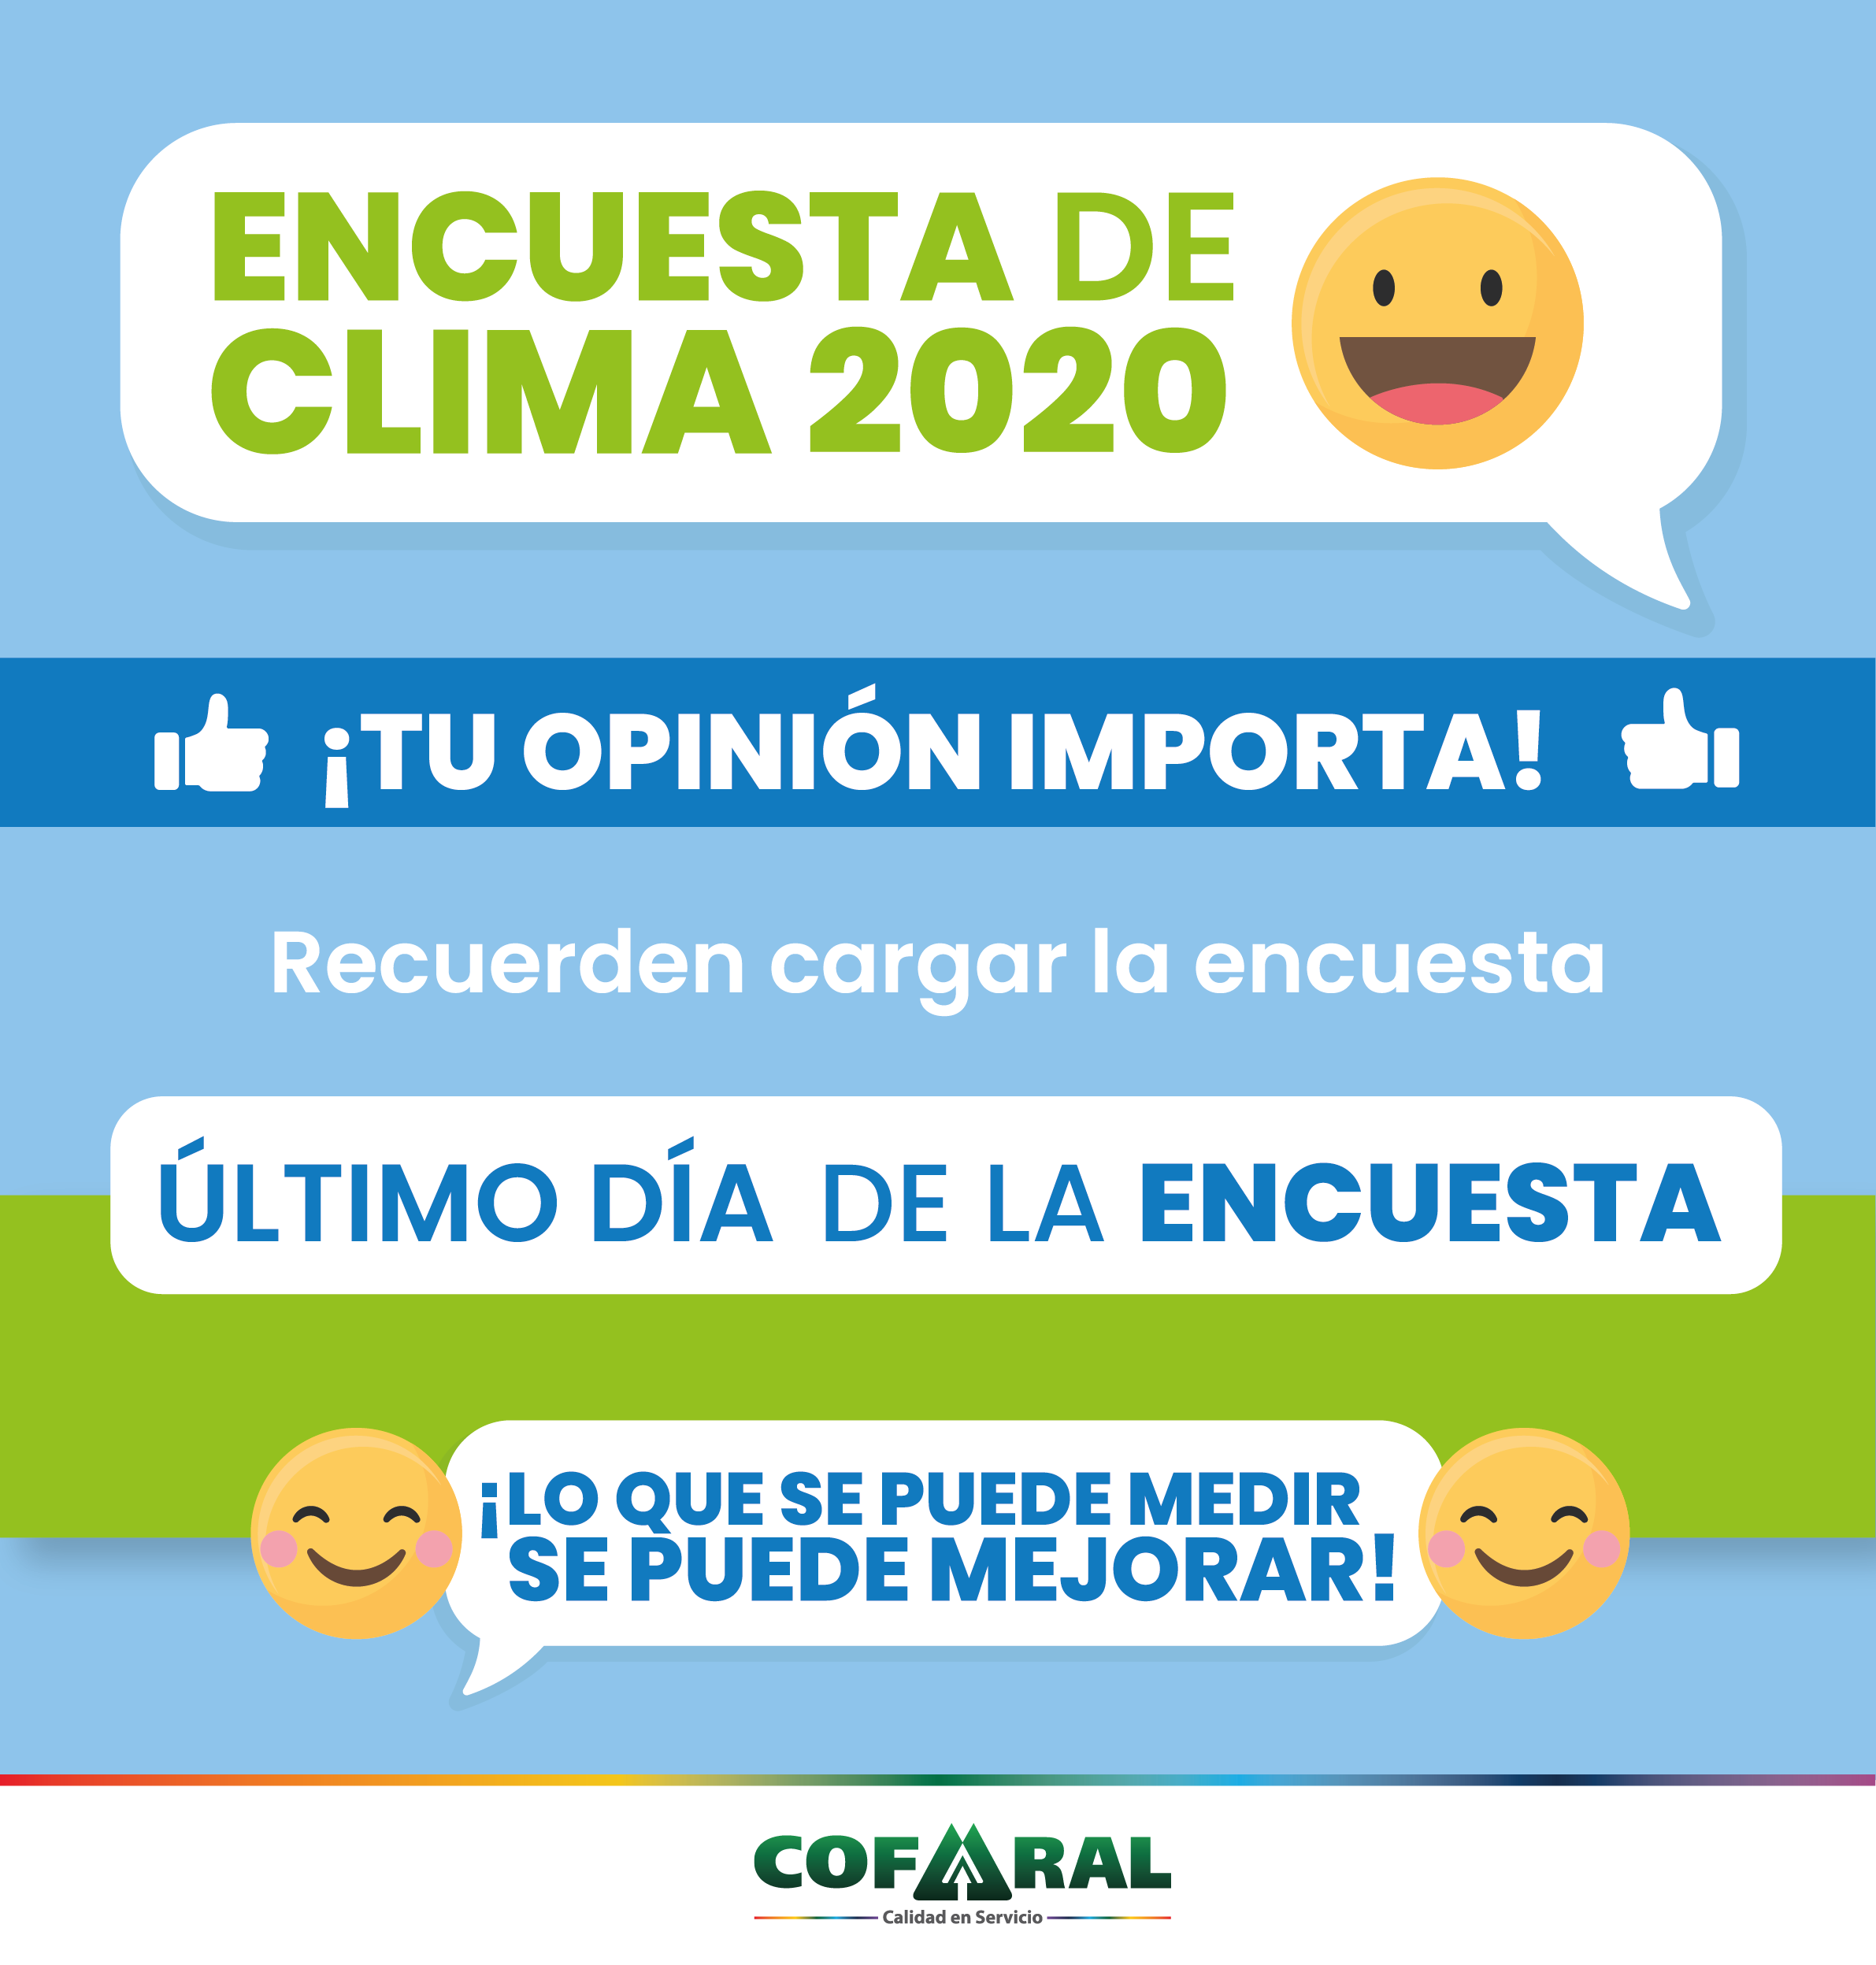 ENCUESTA DE
CLIMA 2020
¡TU OPINIÓN IMPORTA!
Recuerden cargar la encuesta
ÚLTIMO DÍA DE LA ENCUESTA
¡LO QUE SE PUEDE MEDIR
SE PUEDE MEJORAR!
COFARAL
Calidad en Servicio